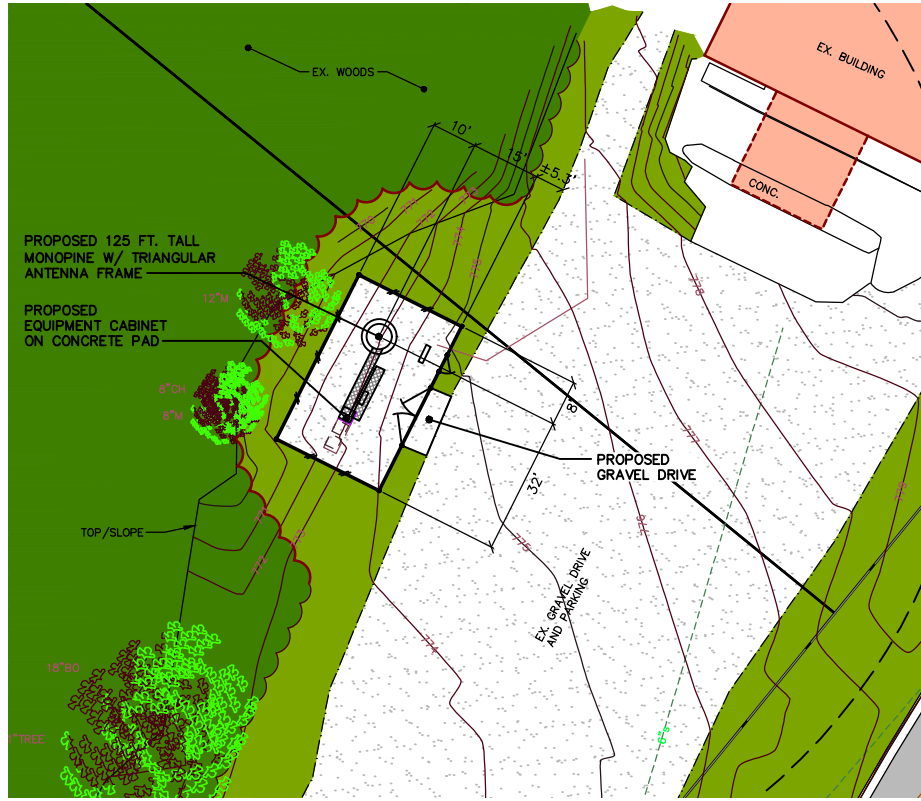 EX. WOODS
EX. BUILDING
CONC.
10'
15'
±5.3'
PROPOSED 125 FT. TALL
MONOPINE W/ TRIANGULAR
ANTENNA FRAME
PROPOSED
EQUIPMENT CABINET
ON CONCRETE PAD
12"M
8"CH
8"M
778
8'
32'
PROPOSED
GRAVEL DRIVE
777
776
775
774
TOP/SLOPE
EX. GRAVEL DRIVE
AND PARKING
18"BO
"TREE
6"s